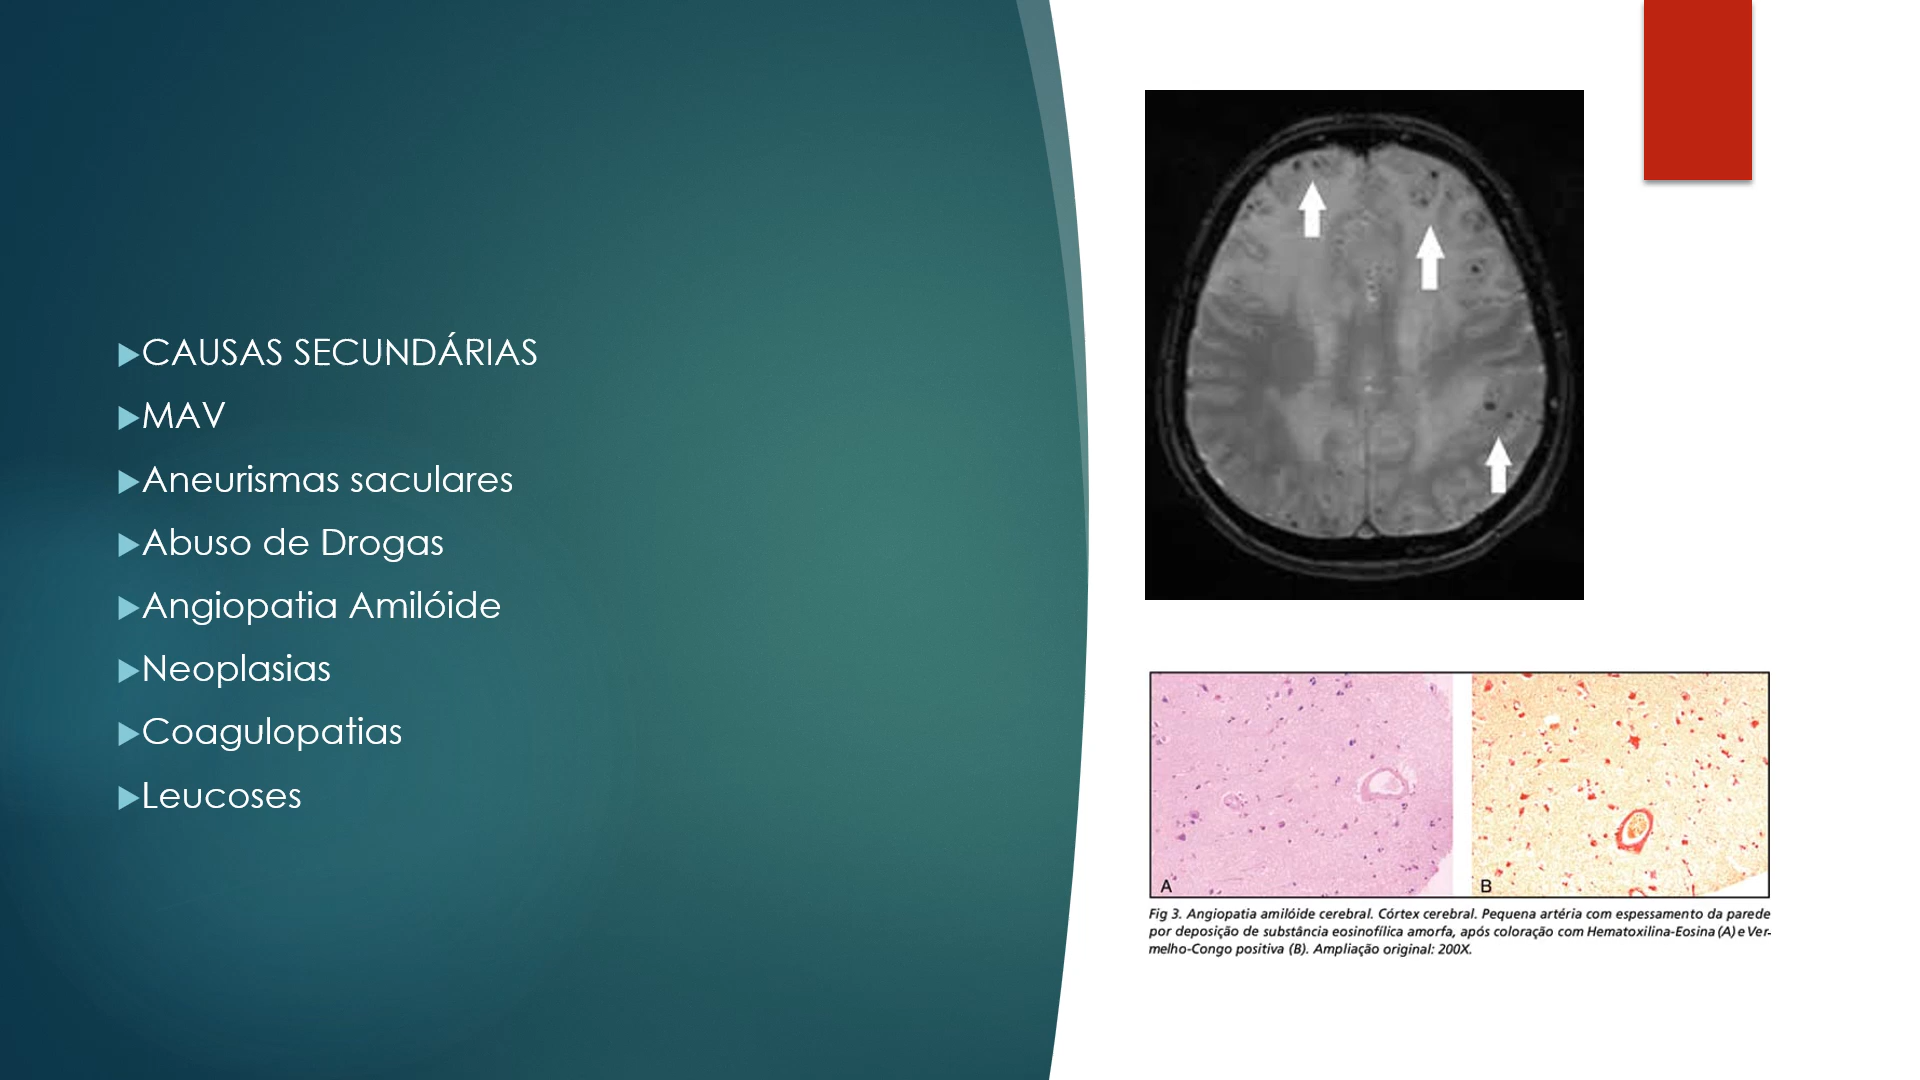 CAUSAS SECUNDÁRIAS
MAV
Aneurismas saculares
Abuso de Drogas
Angiopatia Amilóide
Neoplasias
Coagulopatias
Leucoses
A
B
Fig 3. Angiopatia amilóide cerebral. Córtex cerebral. Pequena artéria com espessamento da parede
por deposição de substância eosinofílica amorfa, após coloração com Hematoxilina-Eosina (A) e Ver-
melho-Congo positiva (B). Ampliação original: 200X.